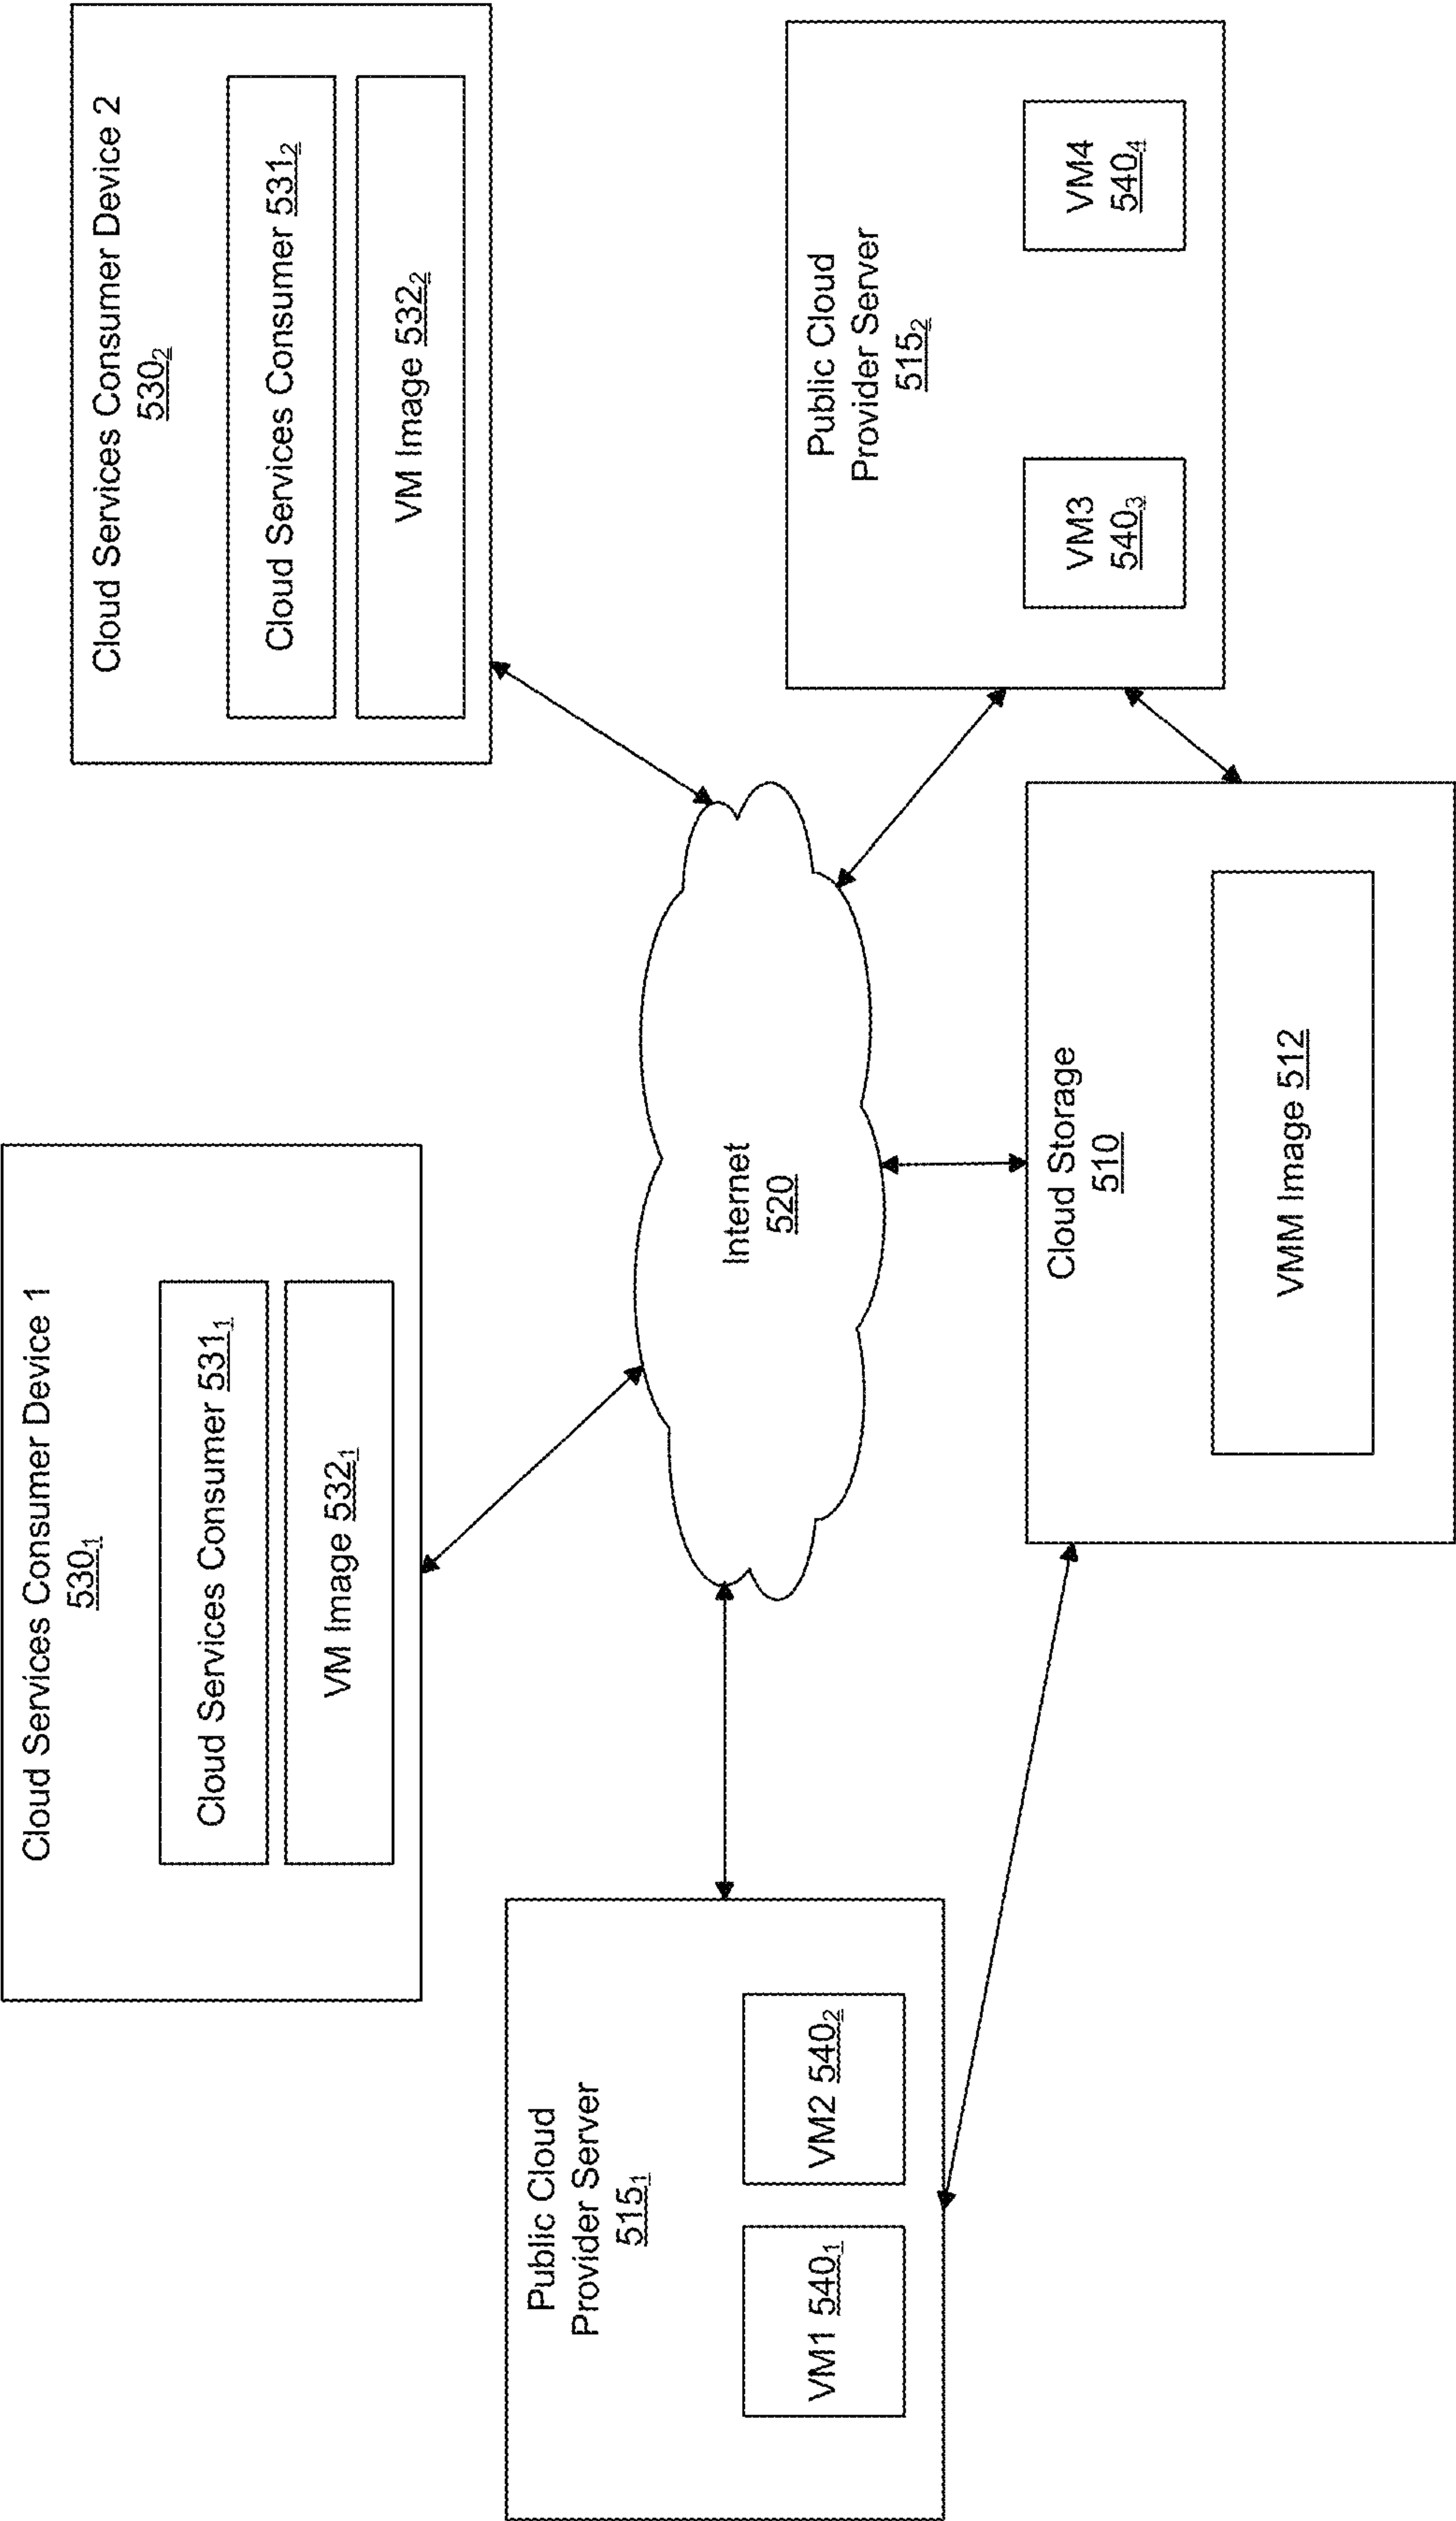 Cloud Services Consumer Device 1
530₁
Cloud Services Consumer 531₁
VM Image 532₁
Cloud Services Consumer Device 2
530₂
Cloud Services Consumer 531₂
VM Image 532₂
Public Cloud
Provider Server
515₁
VM1 540₁
VM2 540₂
Internet
520
Public Cloud
Provider Server
515₂
VM3
540₃
VM4
540₄
Cloud Storage
510
VMM Image 512